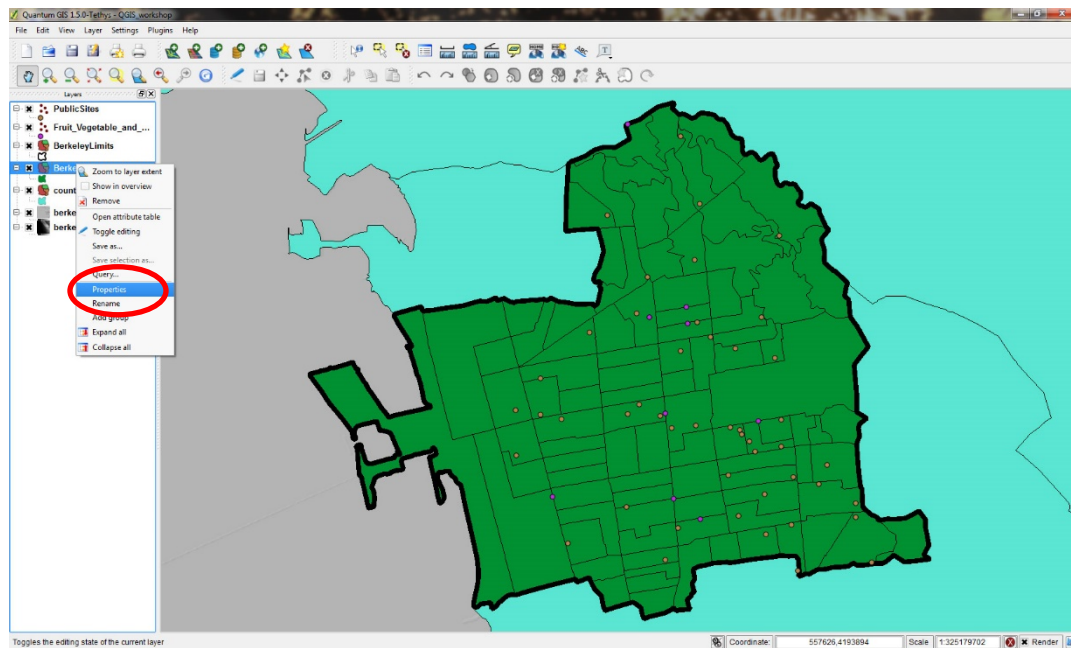 Quantum GIS 1.5.0-Tethys - QGIS_workshop
File Edit View Layer Settings Plugins Help
Layers
PublicSites
Fruit_Vegetable_and_...
BerkeleyLimits
Berke
count
berke
berke
Zoom to layer extent
Show in overview
Remove
Open attribute table
Toggle editing
Save as...
Save selection as...
Query...
Properties
Rename
Add group
Expand all
Collapse all
Toggles the editing state of the current layer
Coordinate: 557626,4193894 Scale 1:325179702 Render